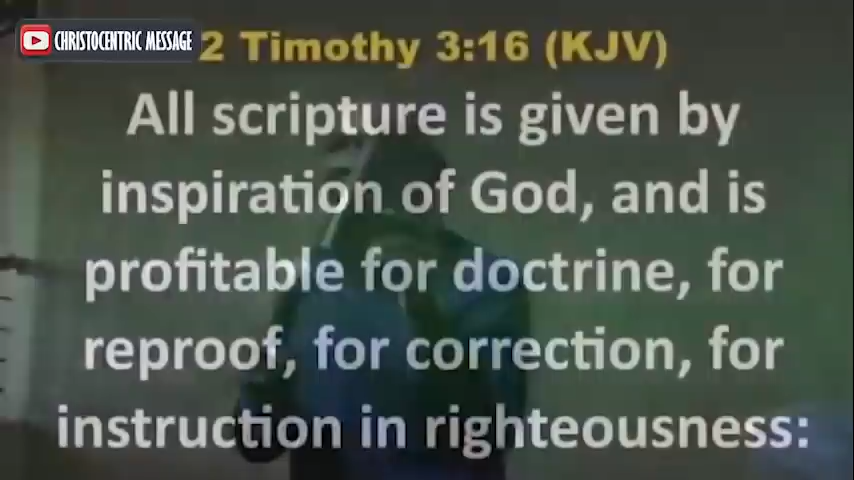 CHRISTOCENTRIC MESSAGE
2 Timothy 3:16 (KJV)
All scripture is given by
inspiration of God, and is
profitable for doctrine, for
reproof, for correction, for
instruction in righteousness: